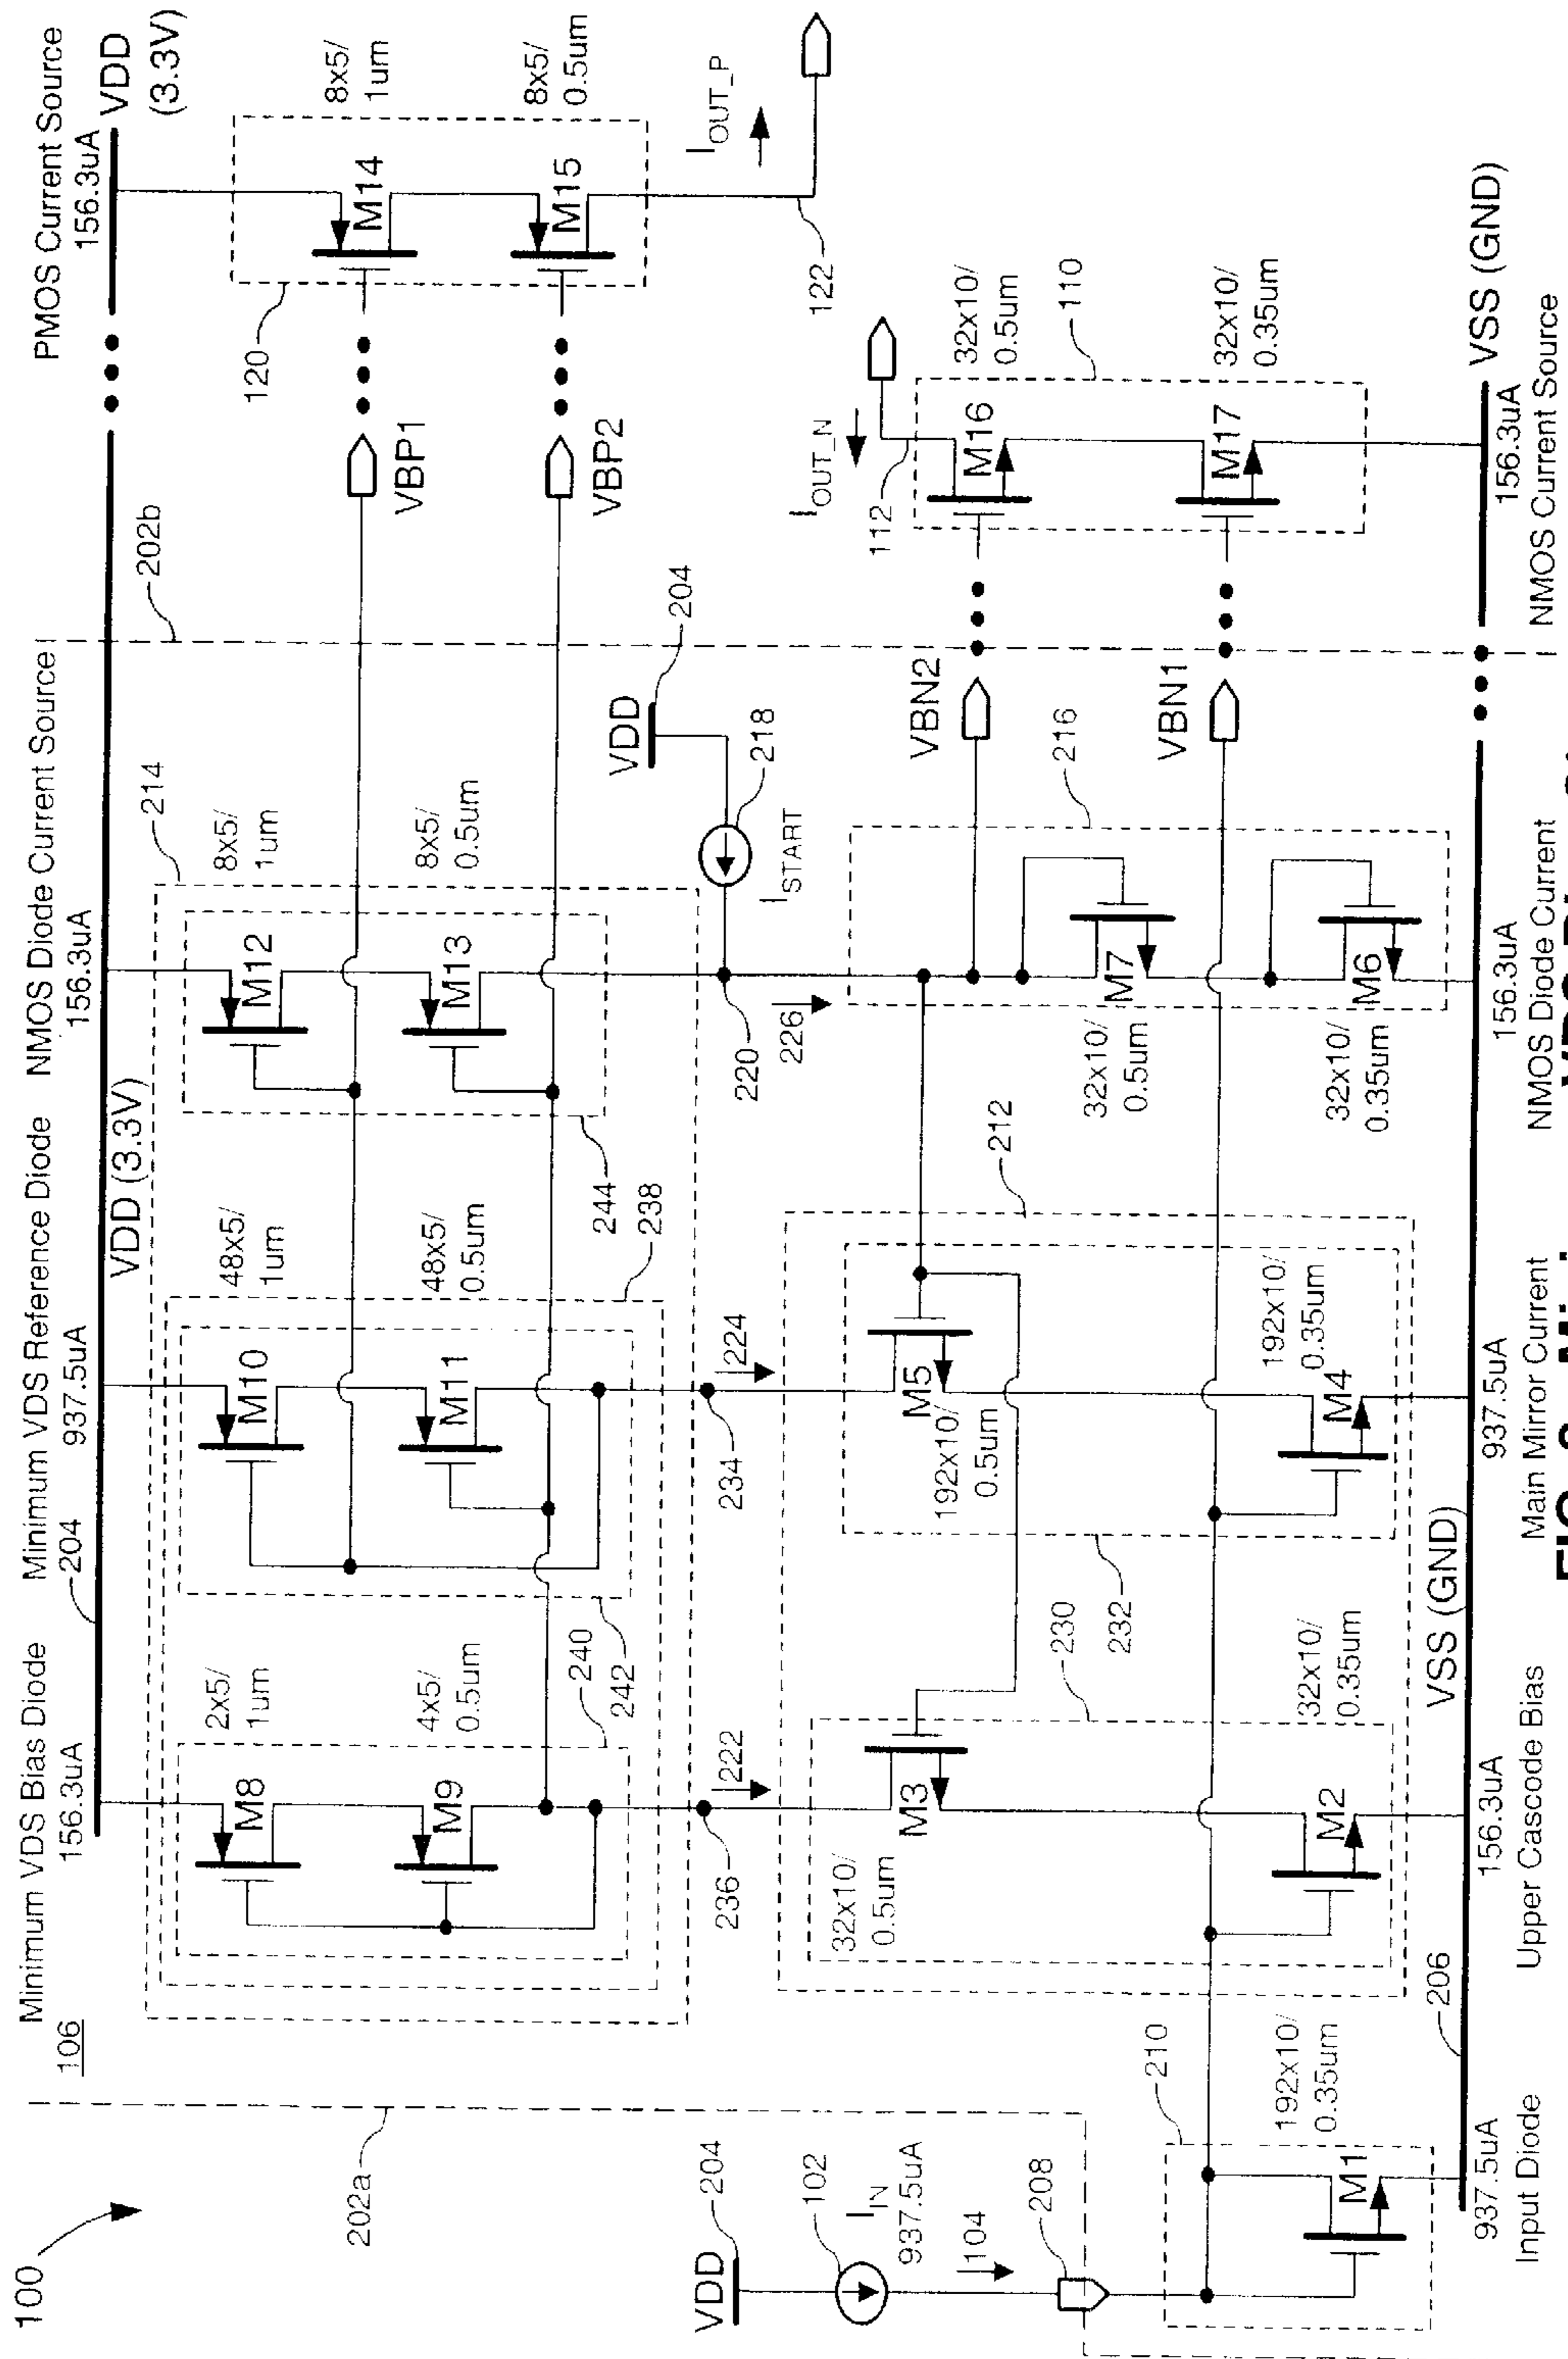 100
106
Minimum VDS Bias Diode
156.3uA
204
Minimum VDS Reference Diode
937.5uA
VDD (3.3V)
NMOS Diode Current Source
156.3uA
PMOS Current Source
156.3uA
VDD
(3.3V)
202a
M8
2x5/
1um
M9
4x5/
0.5um
240
242
M10
48x5/
1um
M11
48x5/
0.5um
238
244
M12
8x5/
1um
M13
8x5/
0.5um
214
202b
VBP1
VBP2
120
M14
8x5/
1um
M15
8x5/
0.5um
I OUT_P
122
VDD
204
102
I IN
937.5uA
104
208
236
222
234
224
220
226
VDD
204
218
I START
210
M1
192x10/
0.35um
32x10/
0.5um
M3
M2
32x10/
0.35um
230
232
212
192x10/
0.5um
M5
M4
192x10/
0.35um
216
32x10/
0.5um
M7
M6
32x10/
0.35um
VBN2
VBN1
I OUT_N
112
M16
32x10/
0.5um
M17
32x10/
0.35um
110
206
VSS (GND)
VSS (GND)
937.5uA
Input Diode
156.3uA
Upper Cascode Bias
937.5uA
Main Mirror Current
156.3uA
NMOS Diode Current
156.3uA
NMOS Current Source